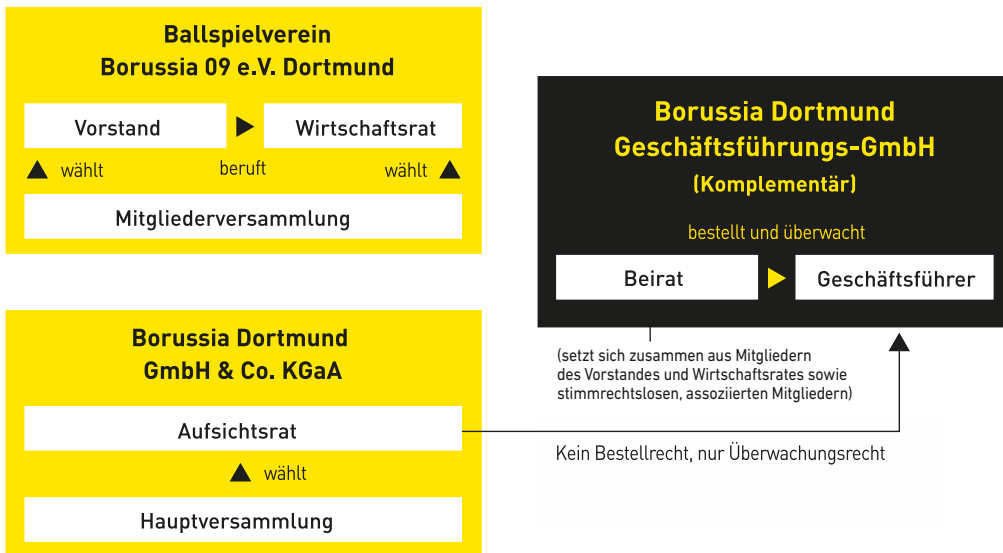 Ballspielverein
Borussia 09 e.V. Dortmund
Vorstand
Wirtschaftsrat
wählt
beruft
wählt
Mitgliederversammlung
Borussia Dortmund
GmbH & Co. KGaA
Aufsichtsrat
wählt
Hauptversammlung
Borussia Dortmund
Geschäftsführungs-GmbH
(Komplementär)
bestellt und überwacht
Beirat
Geschäftsführer
(setzt sich zusammen aus Mitgliedern
des Vorstandes und Wirtschaftsrates sowie
stimmrechtslosen, assoziierten Mitgliedern)
Kein Bestellrecht, nur Überwachungsrecht